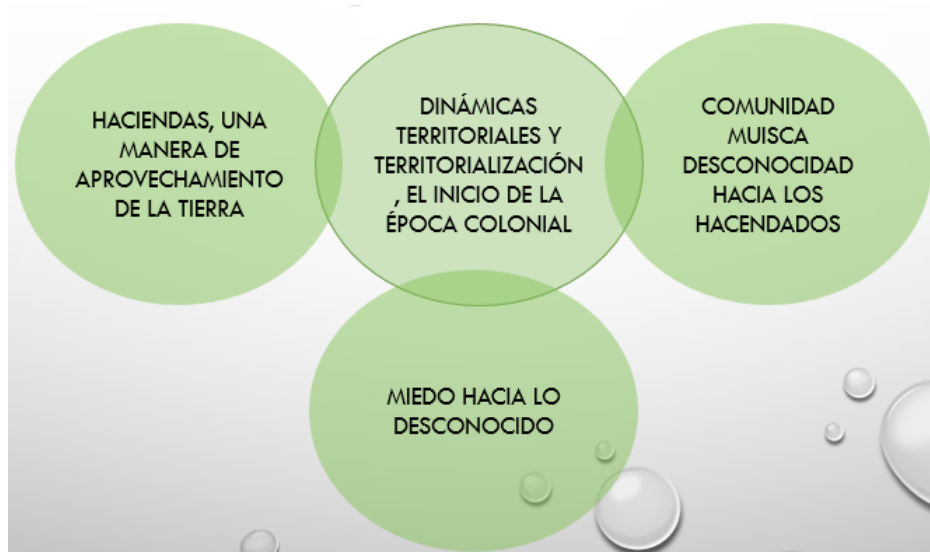 HACIENDAS, UNA
MANERA DE
APROVECHAMIENTO
DE LA TIERRA
DINÁMICAS
TERRITORIALES Y
TERRITORIALIZACIÓN
, EL INICIO DE LA
ÉPOCA COLONIAL
COMUNIDAD
MUISCA
DESCONOCIDAD
HACIA LOS
HACENDADOS
MIEDO HACIA LO
DESCONOCIDO